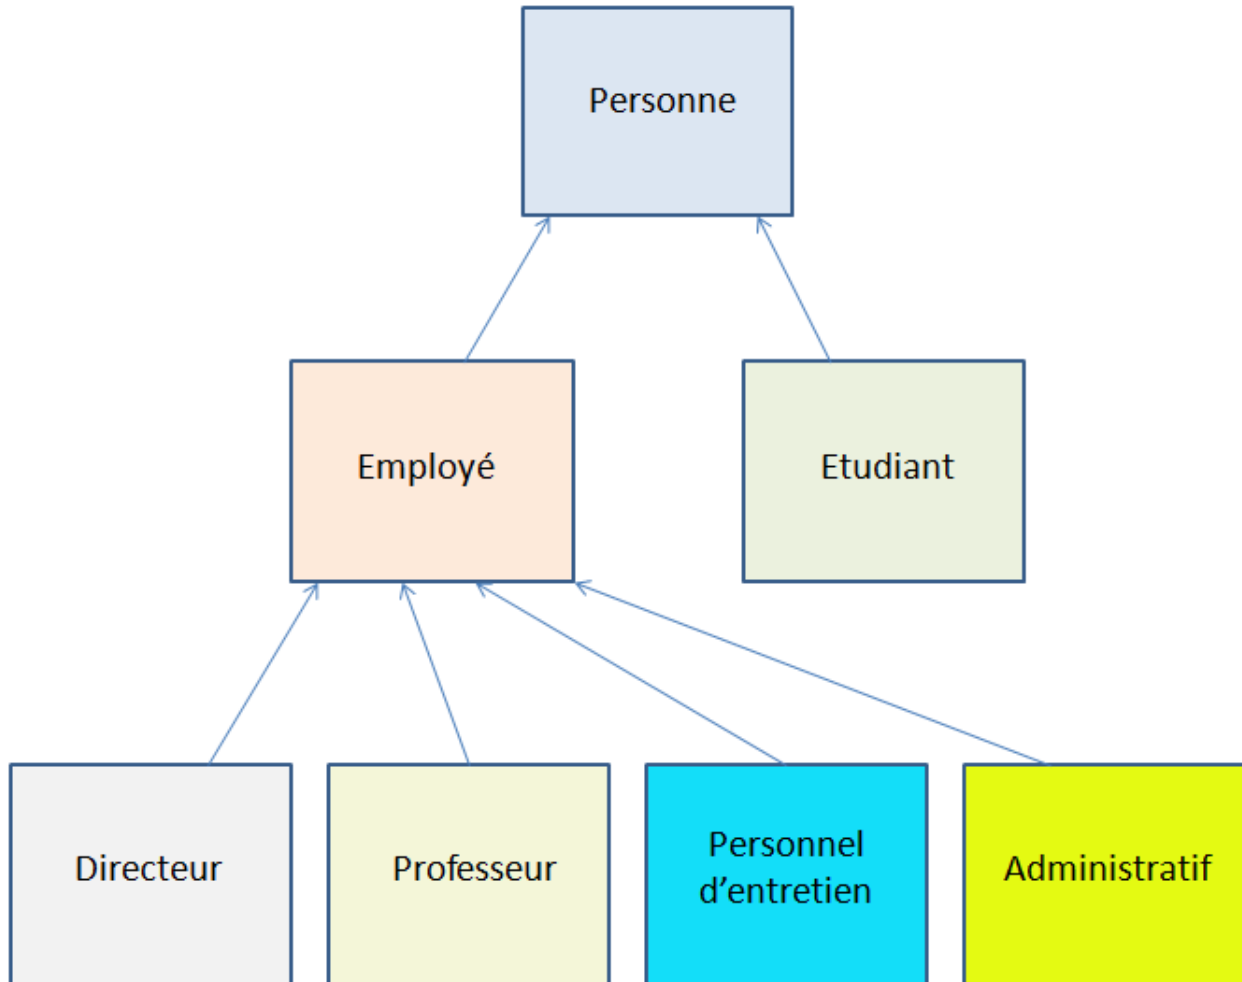 Personne
Employé
Etudiant
Directeur
Professeur
Personnel
d’entretien
Administratif